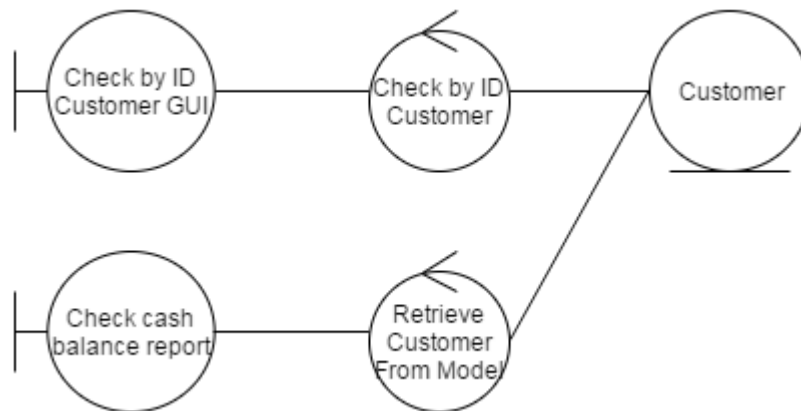 Check by ID
Customer GUI
Check by ID
Customer
Customer
Check cash
balance report
Retrieve
Customer
From Model